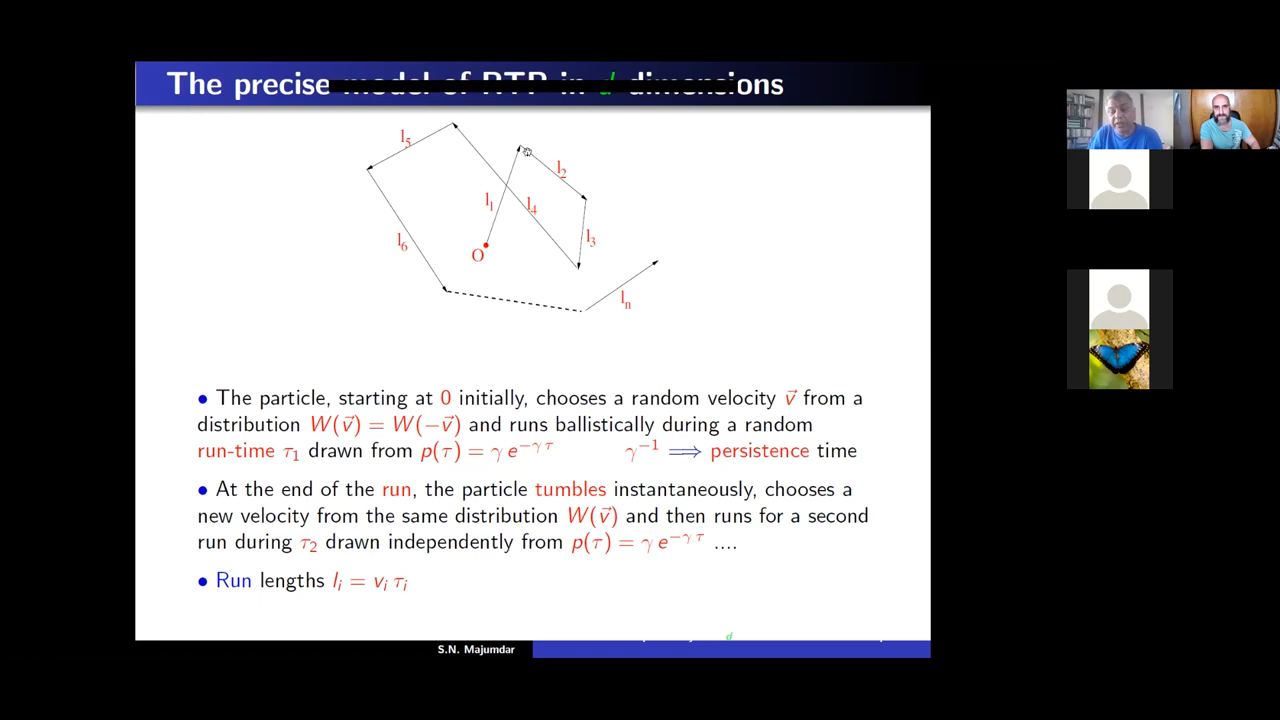 The precise model of RTP in d dimensions
l5
l2
l1
l4
l3
l6
O
ln
• The particle, starting at 0 initially, chooses a random velocity v⃗ from a
distribution W(v⃗) = W(−v⃗) and runs ballistically during a random
run-time τ1 drawn from p(τ) = γ e^{−γ τ} γ^{−1} ⟹ persistence time
• At the end of the run, the particle tumbles instantaneously, chooses a
new velocity from the same distribution W(v⃗) and then runs for a second
run during τ2 drawn independently from p(τ) = γ e^{−γ τ} ....
• Run lengths li = vi τi
d
S.N. Majumdar